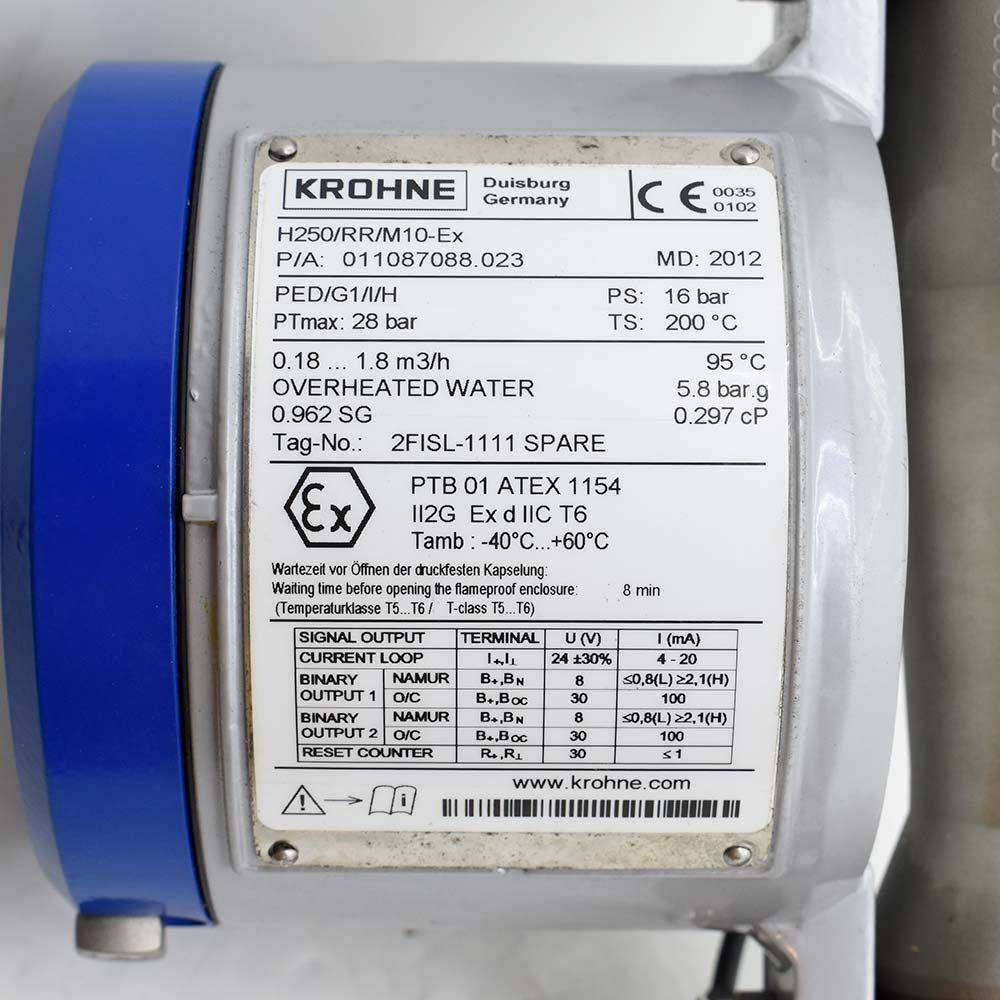 KROHNE Duisburg Germany CE 0035 0102
H250/RR/M10-Ex
P/A: 011087088.023 MD: 2012
PED/G1/I/H PS: 16 bar
PTmax: 28 bar TS: 200 °C
0.18 ... 1.8 m3/h 95 °C
OVERHEATED WATER 5.8 bar.g
0.962 SG 0.297 cP
Tag-No.: 2FISL-1111 SPARE
Ex PTB 01 ATEX 1154
II2G Ex d IIC T6
Tamb : -40°C...+60°C
Wartezeit vor Öffnen der druckfesten Kapselung:
Waiting time before opening the flameproof enclosure: 8 min
(Temperaturklasse T5...T6 / T-class T5...T6)
SIGNAL OUTPUT TERMINAL U (V) I (mA)
CURRENT LOOP I+,I⊥ 24 ±30% 4 - 20
BINARY OUTPUT 1 NAMUR B+,BN 8 ≤0,8(L) ≥2,1(H)
O/C B+,BOC 30 100
BINARY OUTPUT 2 NAMUR B+,BN 8 ≤0,8(L) ≥2,1(H)
O/C B+,BOC 30 100
RESET COUNTER R+,R⊥ 30 ≤ 1
www.krohne.com